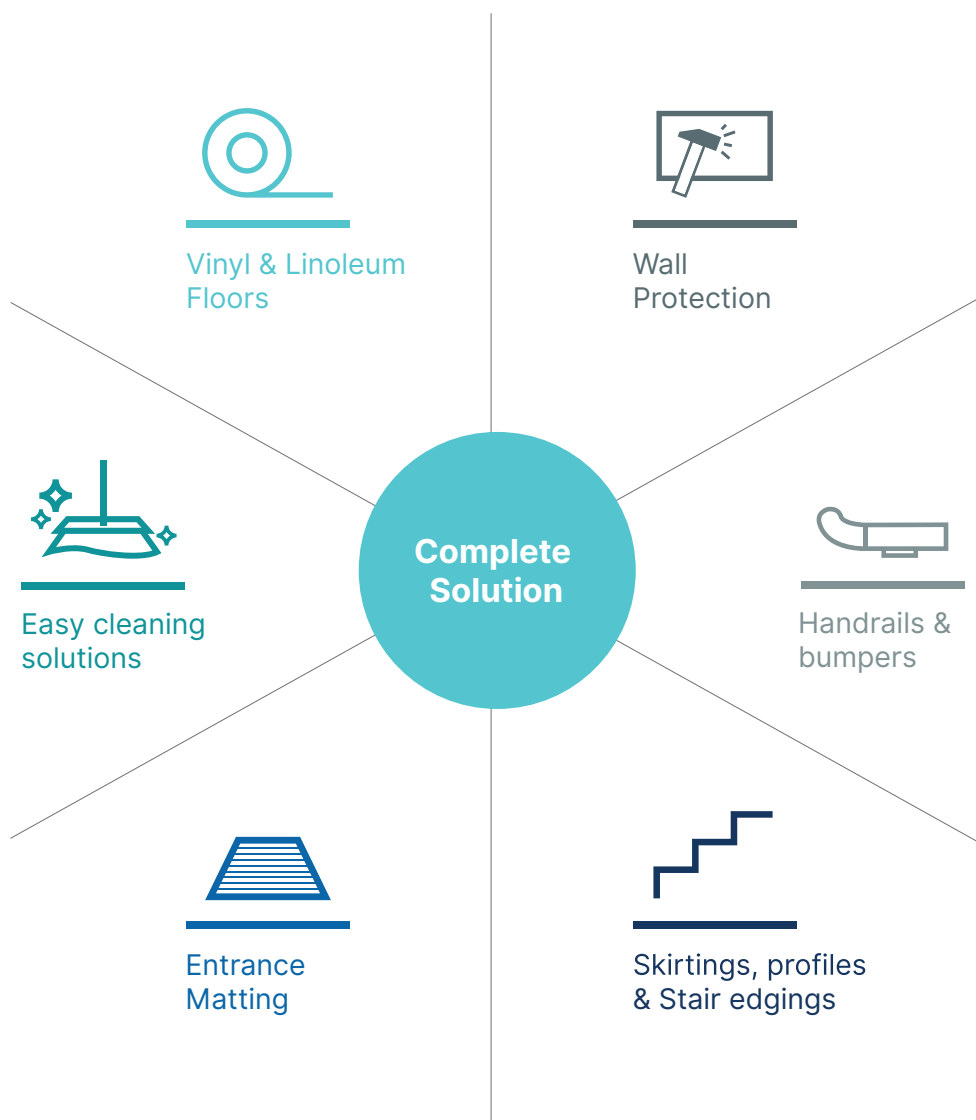 Vinyl & Linoleum
Floors
Wall
Protection
Easy cleaning
solutions
Complete
Solution
Handrails &
bumpers
Entrance
Matting
Skirtings, profiles
& Stair edgings